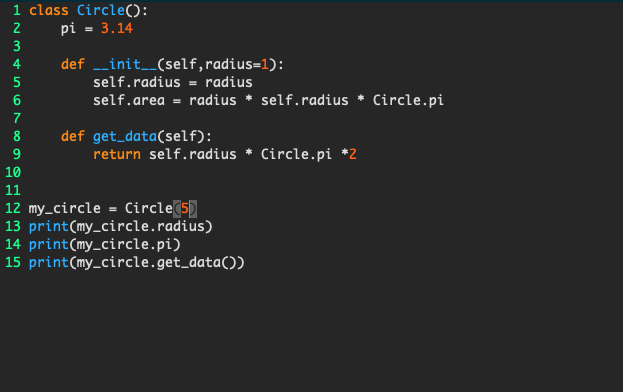 1 class Circle():
2     pi = 3.14
3
4     def __init__(self,radius=1):
5         self.radius = radius
6         self.area = radius * self.radius * Circle.pi
7
8     def get_data(self):
9         return self.radius * Circle.pi *2
10
11
12 my_circle = Circle(5)
13 print(my_circle.radius)
14 print(my_circle.pi)
15 print(my_circle.get_data())